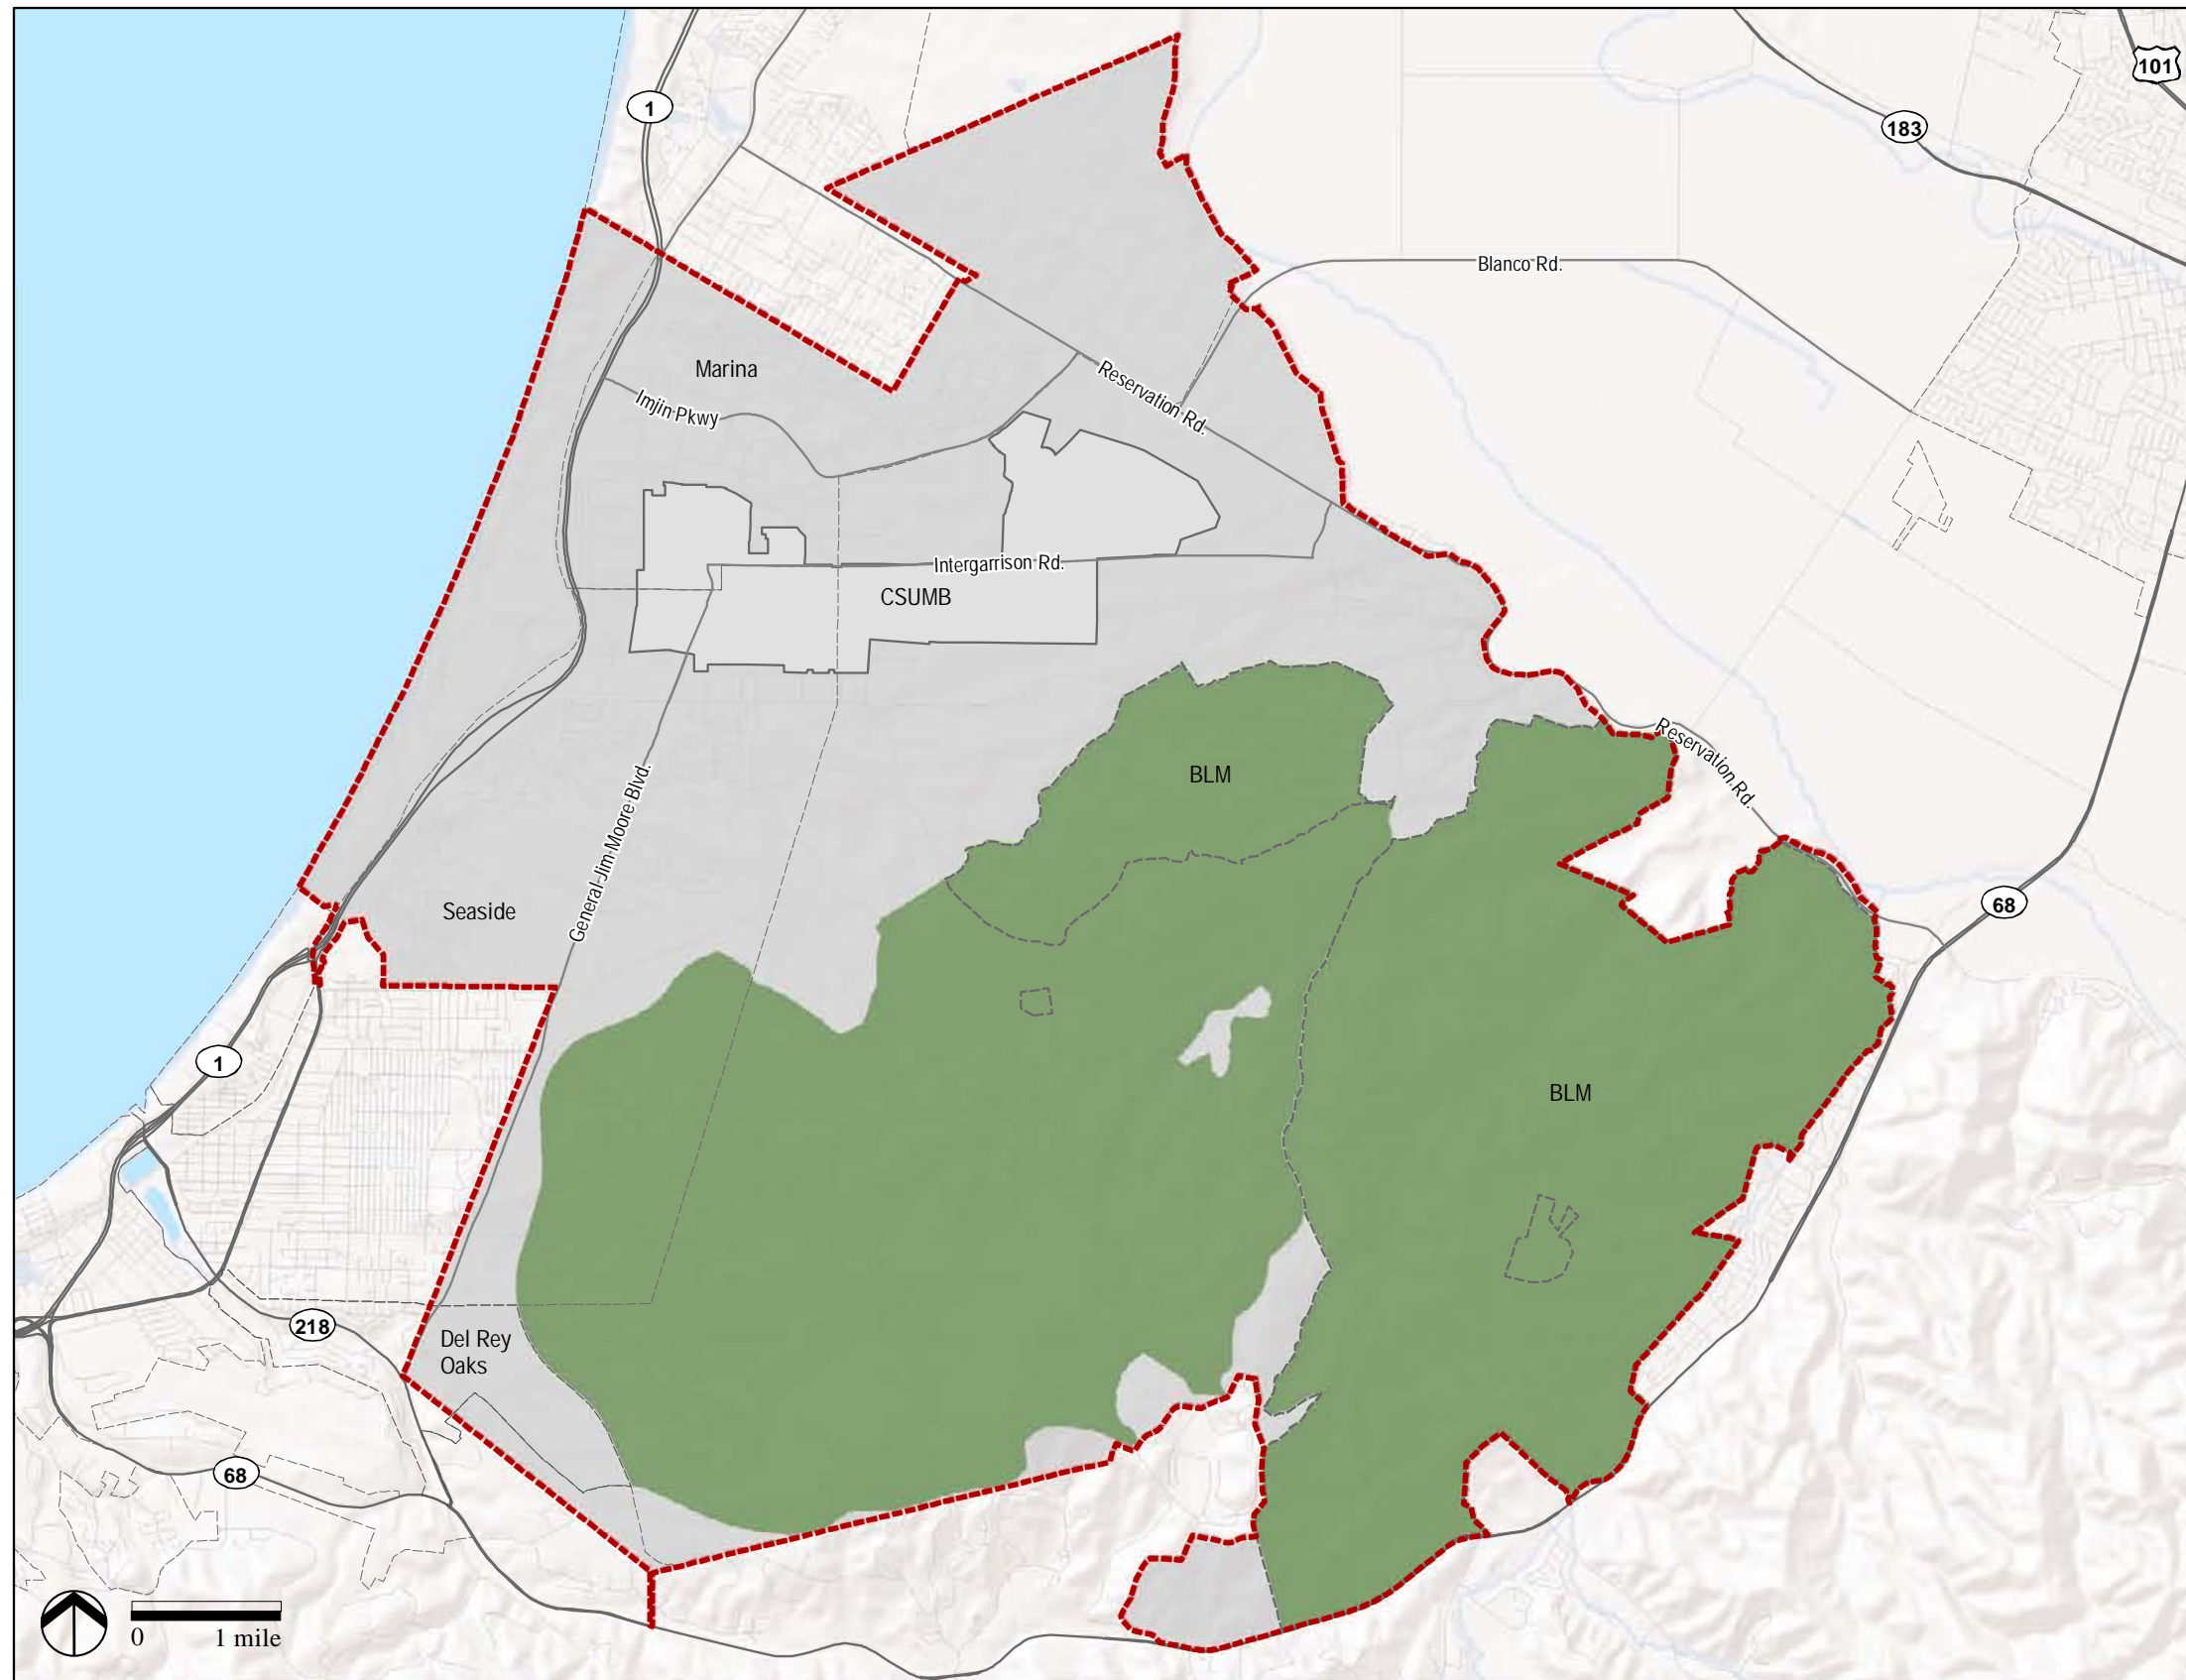 101
1
183
Blanco Rd.
Marina
Reservation Rd.
Imjin Pkwy
Intergarrison Rd.
CSUMB
Reservation Rd.
BLM
General Jim Moore Blvd.
68
Seaside
1
BLM
218
Del Rey
Oaks
68
0 1 mile